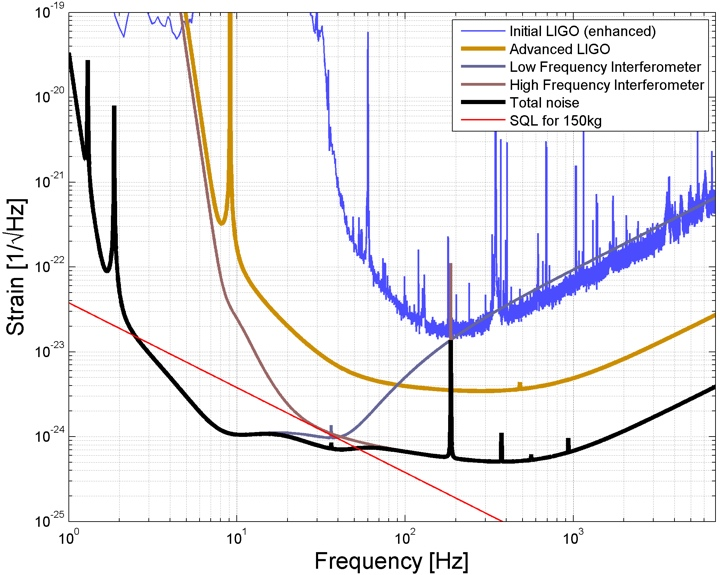 10^-19
10^-20
10^-21
10^-22
10^-23
10^-24
10^-25
Strain [1/√Hz]
Initial LIGO (enhanced)
Advanced LIGO
Low Frequency Interferometer
High Frequency Interferometer
Total noise
SQL for 150kg
10^0 10^1 10^2 10^3
Frequency [Hz]